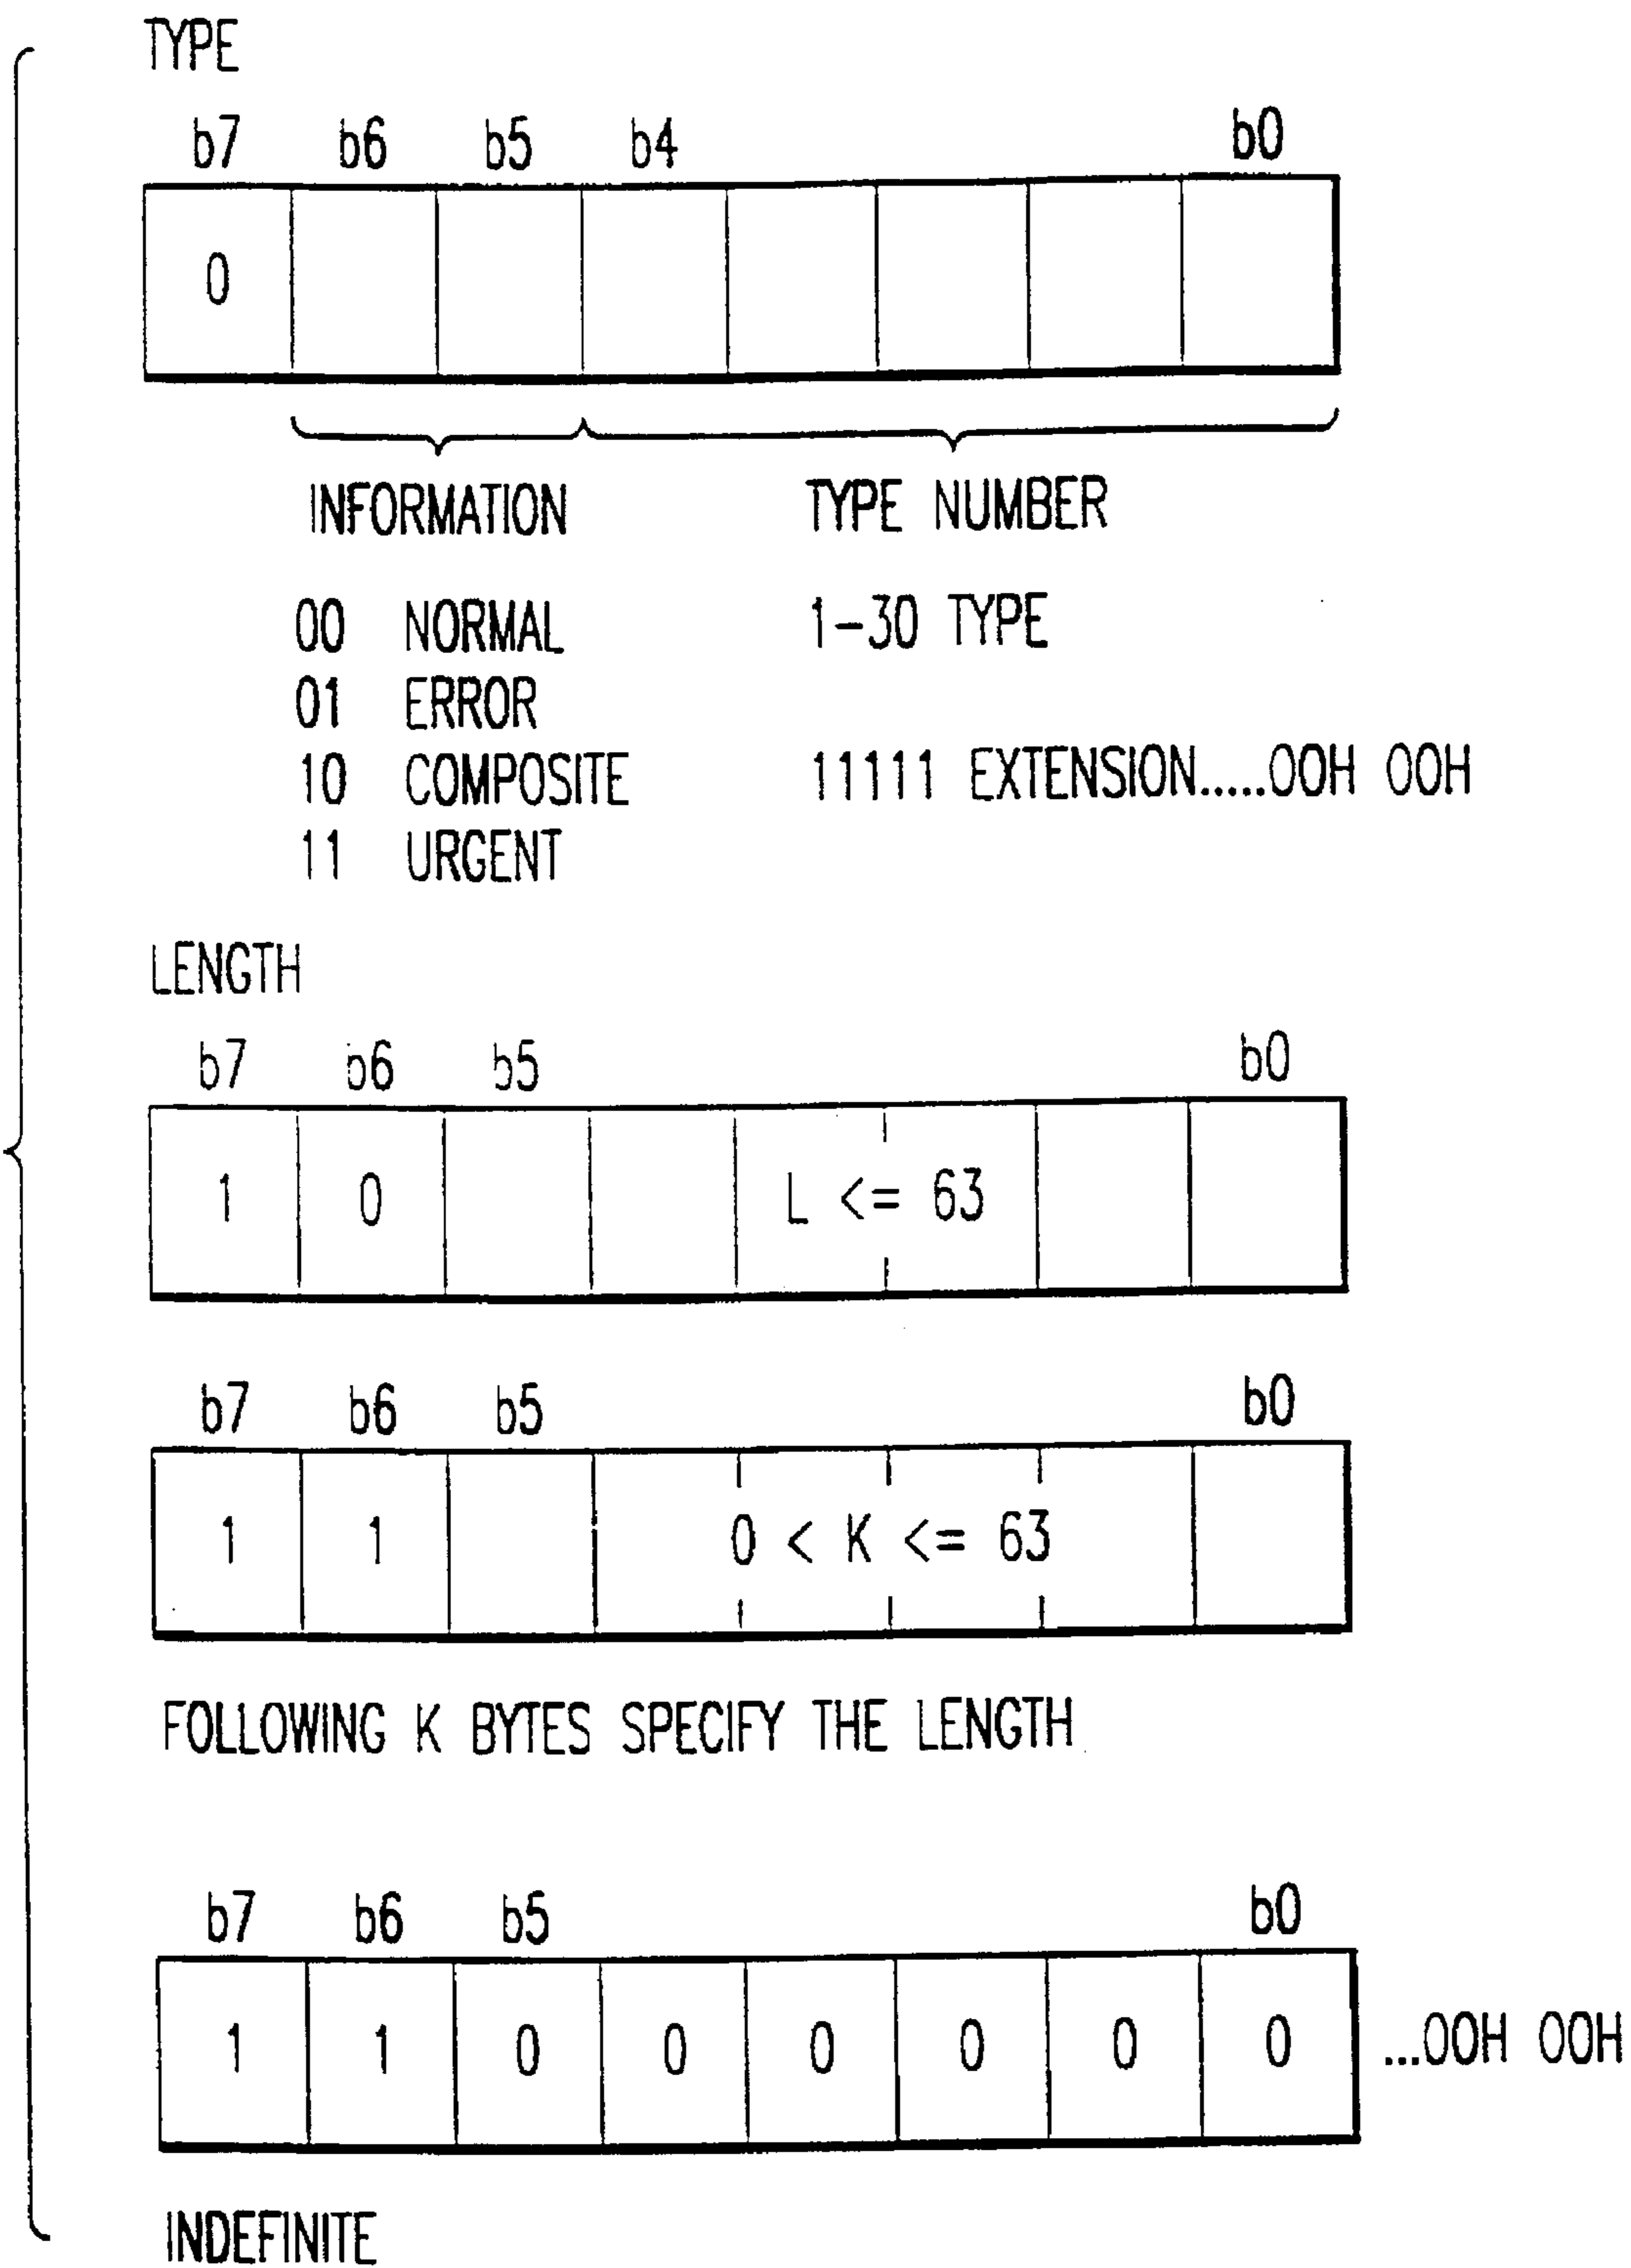 TYPE
b7 b6 b5 b4 b0
0
INFORMATION TYPE NUMBER
00 NORMAL 1-30 TYPE
01 ERROR
10 COMPOSITE 11111 EXTENSION.....00H 00H
11 URGENT
LENGTH
b7 b6 b5 b0
1 0 L <= 63
b7 b6 b5 b0
1 1 0 < K <= 63
FOLLOWING K BYTES SPECIFY THE LENGTH
b7 b6 b5 b0
1 1 0 0 0 0 0 0 ...00H 00H
INDEFINITE